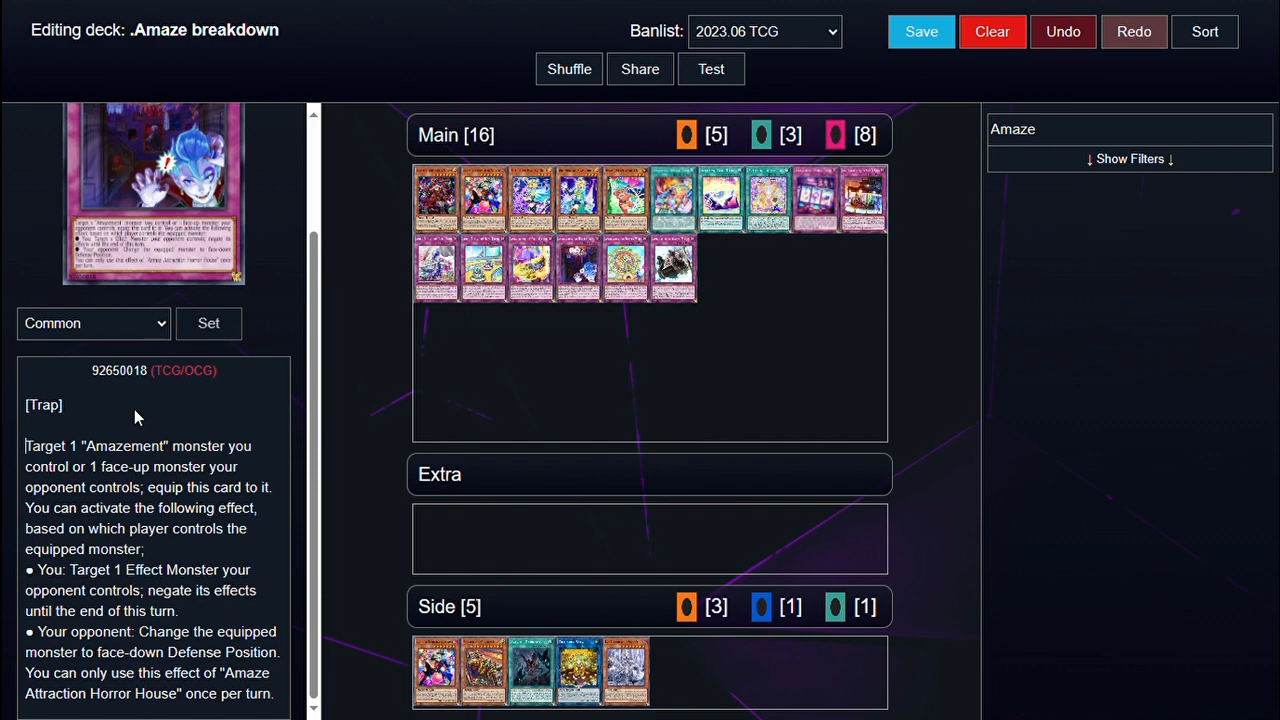 Editing deck: .Amaze breakdown
Banlist: 2023.06 TCG
Save
Clear
Undo
Redo
Sort
Shuffle
Share
Test
Common
Set
92650018 (TCG/OCG)
[Trap]
Target 1 "Amazement" monster you
control or 1 face-up monster your
opponent controls; equip this card to it.
You can activate the following effect,
based on which player controls the
equipped monster;
● You: Target 1 Effect Monster your
opponent controls; negate its effects
until the end of this turn.
● Your opponent: Change the equipped
monster to face-down Defense Position.
You can only use this effect of "Amaze
Attraction Horror House" once per turn.
Main [16]
[5]
[3]
[8]
Extra
Side [5]
[3]
[1]
[1]
Amaze
↓ Show Filters ↓